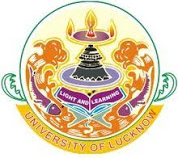 LIGHT AND LEARNING
UNIVERSITY OF LUCKNOW